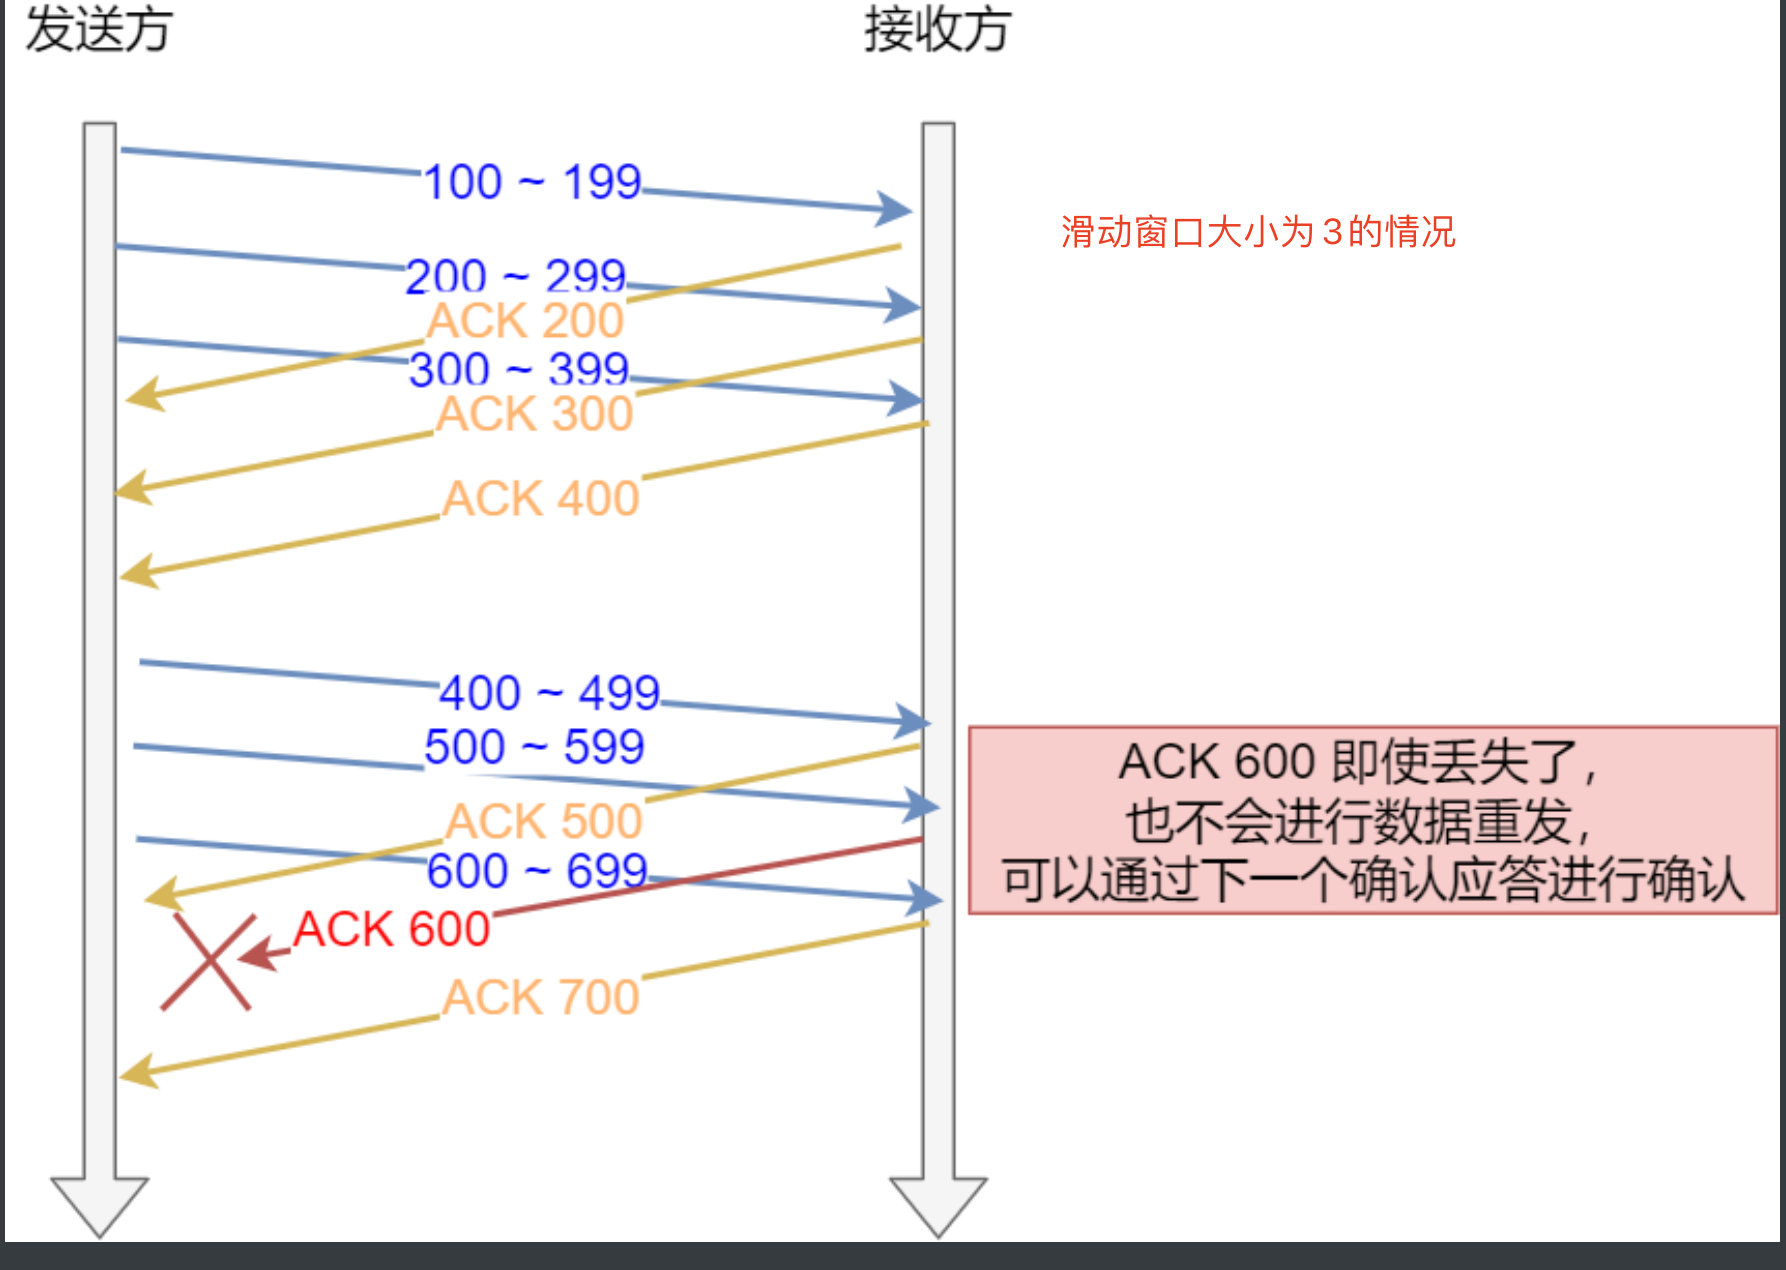 发送方
接收方
100 ~ 199
滑动窗口大小为3的情况
200 ~ 299
ACK 200
300 ~ 399
ACK 300
ACK 400
400 ~ 499
500 ~ 599
ACK 500
600 ~ 699
ACK 600
ACK 700
ACK 600 即使丢失了，
也不会进行数据重发，
可以通过下一个确认应答进行确认